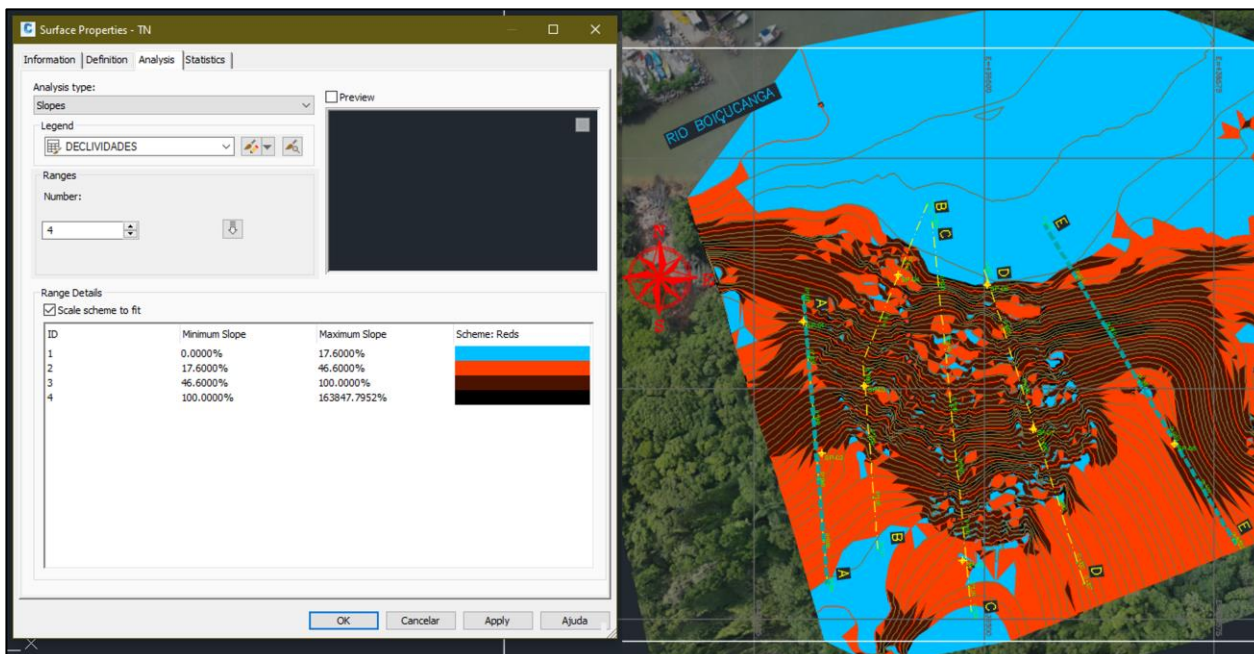 Surface Properties - TN
Information Definition Analysis Statistics
Analysis type:
Slopes
Preview
Legend
DECLIVIDADES
Ranges
Number:
4
Range Details
Scale scheme to fit
ID Minimum Slope Maximum Slope Scheme: Reds
1 0.0000% 17.6000%
2 17.6000% 46.6000%
3 46.6000% 100.0000%
4 100.0000% 163847.7952%
OK Cancelar Apply Ajuda
RIO BOIÇUCANGA
N
E
S
B
C
D
E
A
A
B
C
D
E
X